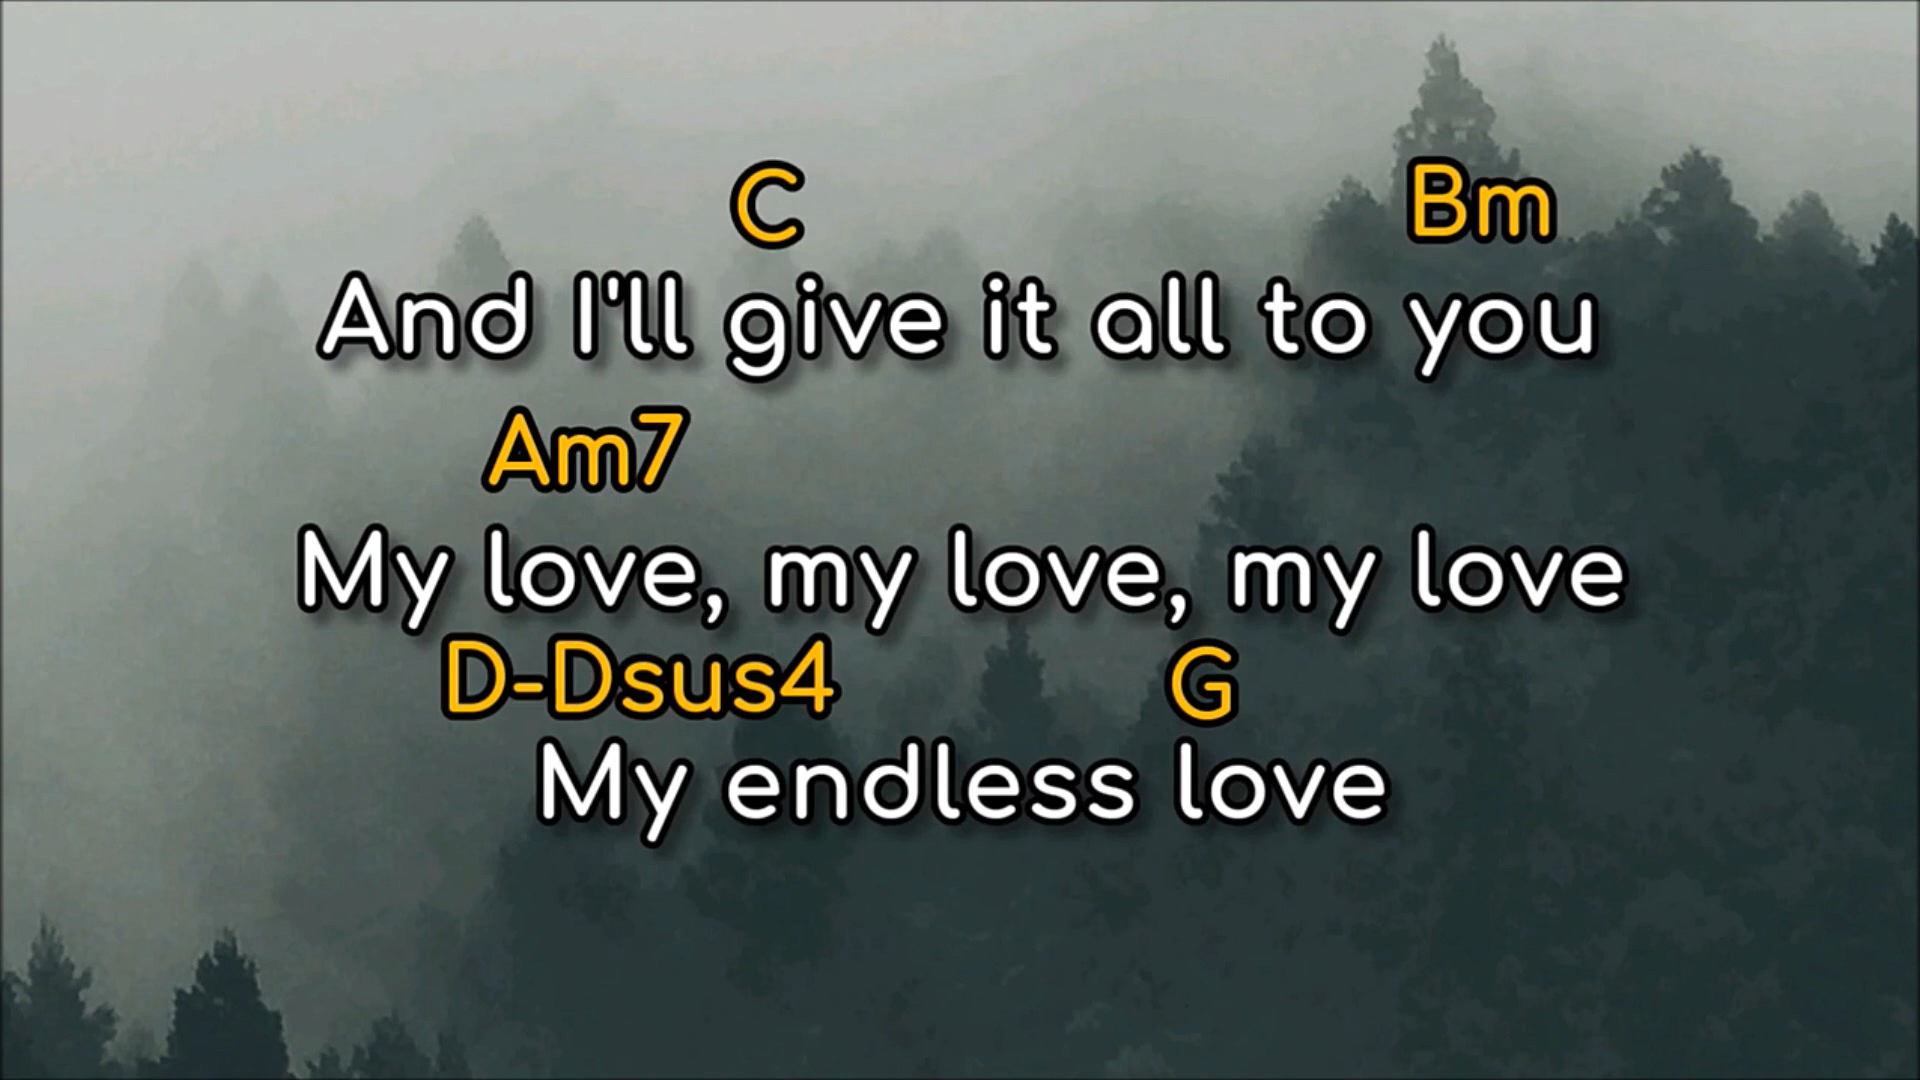 C Bm
And I'll give it all to you
Am7
My love, my love, my love
D-Dsus4 G
My endless love